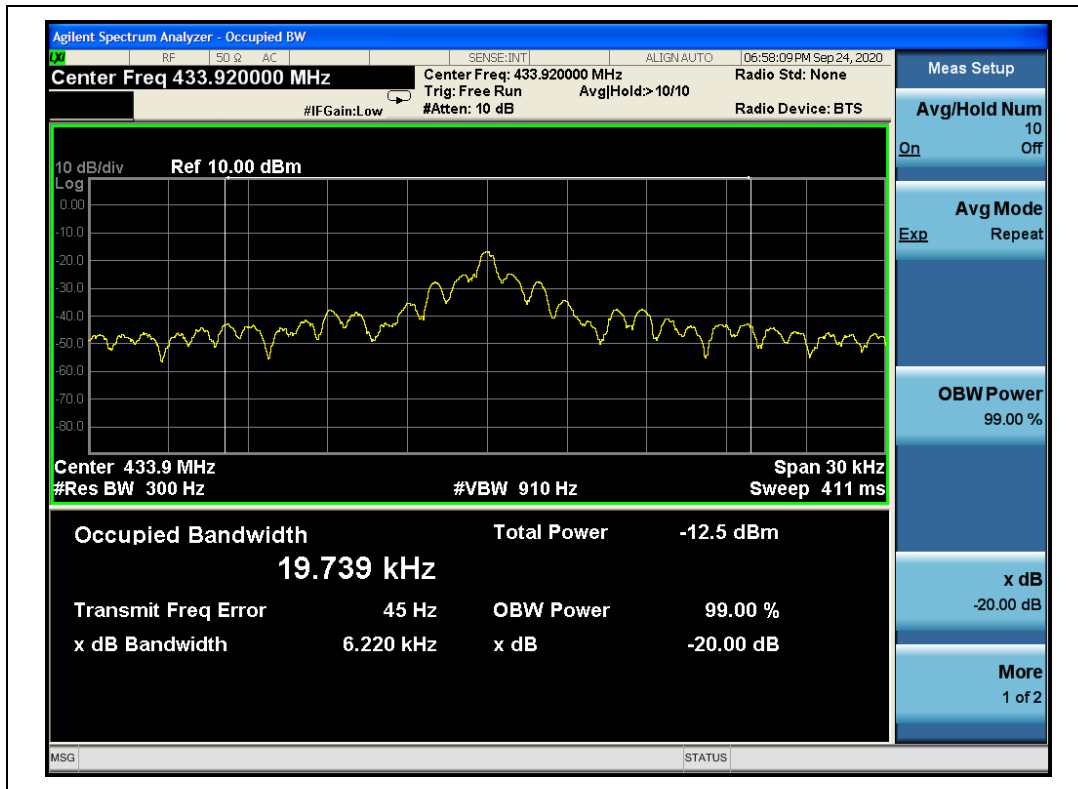 Agilent Spectrum Analyzer - Occupied BW
LXI RF 50 Ω AC SENSE:INT ALIGNAUTO 06:58:09 PM Sep 24, 2020
Center Freq 433.920000 MHz
Center Freq: 433.920000 MHz
Radio Std: None
Trig: Free Run Avg|Hold:>10/10
#IFGain:Low
#Atten: 10 dB
Radio Device: BTS
10 dB/div Ref 10.00 dBm
Log
0.00
-10.0
-20.0
-30.0
-40.0
-50.0
-60.0
-70.0
-80.0
Center 433.9 MHz
Span 30 kHz
#Res BW 300 Hz
#VBW 910 Hz
Sweep 411 ms
Occupied Bandwidth
19.739 kHz
Total Power -12.5 dBm
Transmit Freq Error 45 Hz
OBW Power 99.00 %
x dB Bandwidth 6.220 kHz
x dB -20.00 dB
Meas Setup
Avg/Hold Num
10
On Off
Avg Mode
Exp Repeat
OBW Power
99.00 %
x dB
-20.00 dB
More
1 of 2
MSG
STATUS